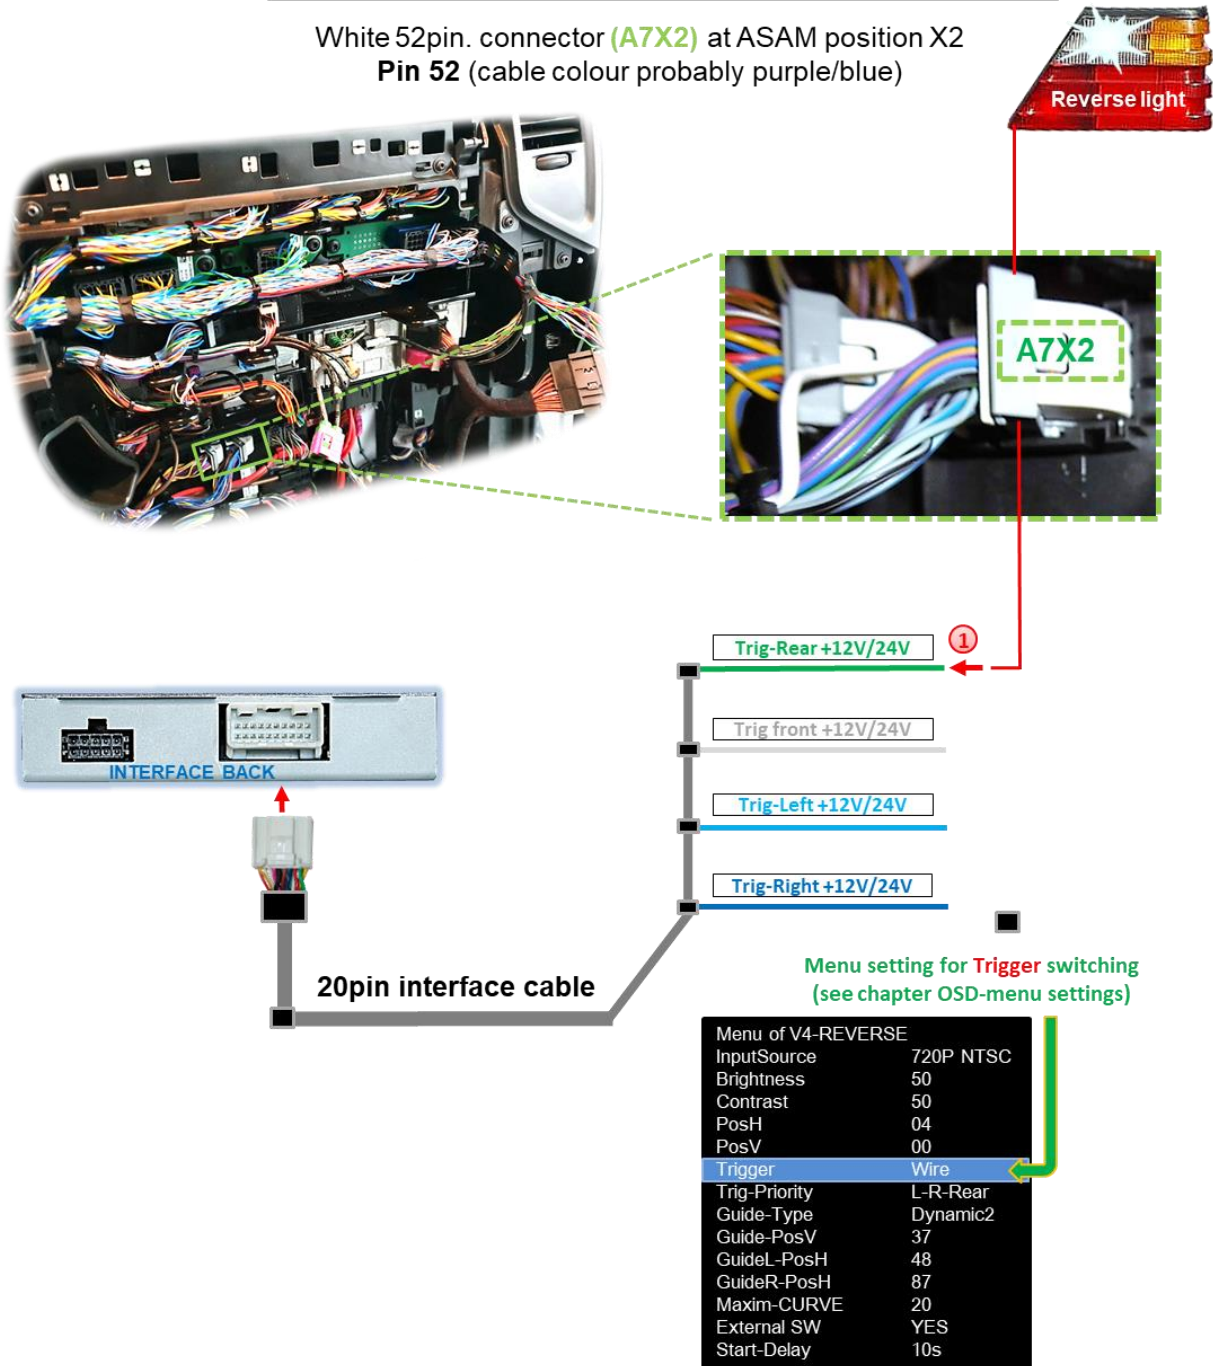 White 52pin. connector (A7X2) at ASAM position X2
Pin 52 (cable colour probably purple/blue)
Reverse light
A7X2
Trig-Rear +12V/24V
1
Trig front +12V/24V
INTERFACE BACK
Trig-Left +12V/24V
Trig-Right +12V/24V
20pin interface cable
Menu setting for Trigger switching
(see chapter OSD-menu settings)
Menu of V4-REVERSE
InputSource 720P NTSC
Brightness 50
Contrast 50
PosH 04
PosV 00
Trigger Wire
Trig-Priority L-R-Rear
Guide-Type Dynamic2
Guide-PosV 37
GuideL-PosH 48
GuideR-PosH 87
Maxim-CURVE 20
External SW YES
Start-Delay 10s